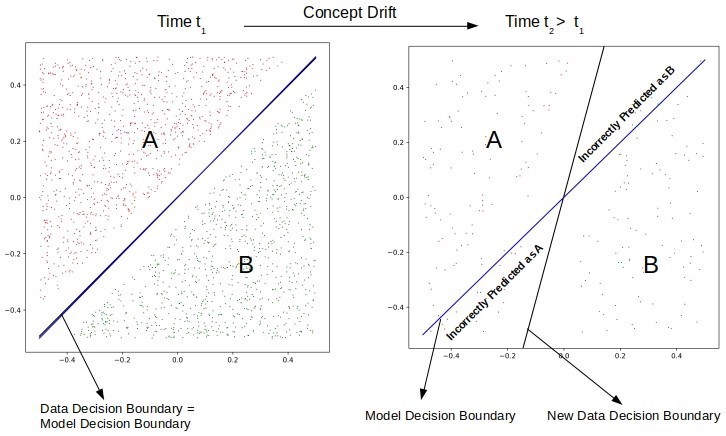 Concept Drift
Time t1
Time t2 > t1
0.4
0.2
0.0
−0.2
−0.4
−0.4
−0.2
0.0
0.2
0.4
A
B
Data Decision Boundary =
Model Decision Boundary
0.4
0.2
0.0
−0.2
−0.4
−0.4
−0.2
0.0
0.2
0.4
A
Incorrectly Predicted as B
Incorrectly Predicted as A
B
Model Decision Boundary
New Data Decision Boundary